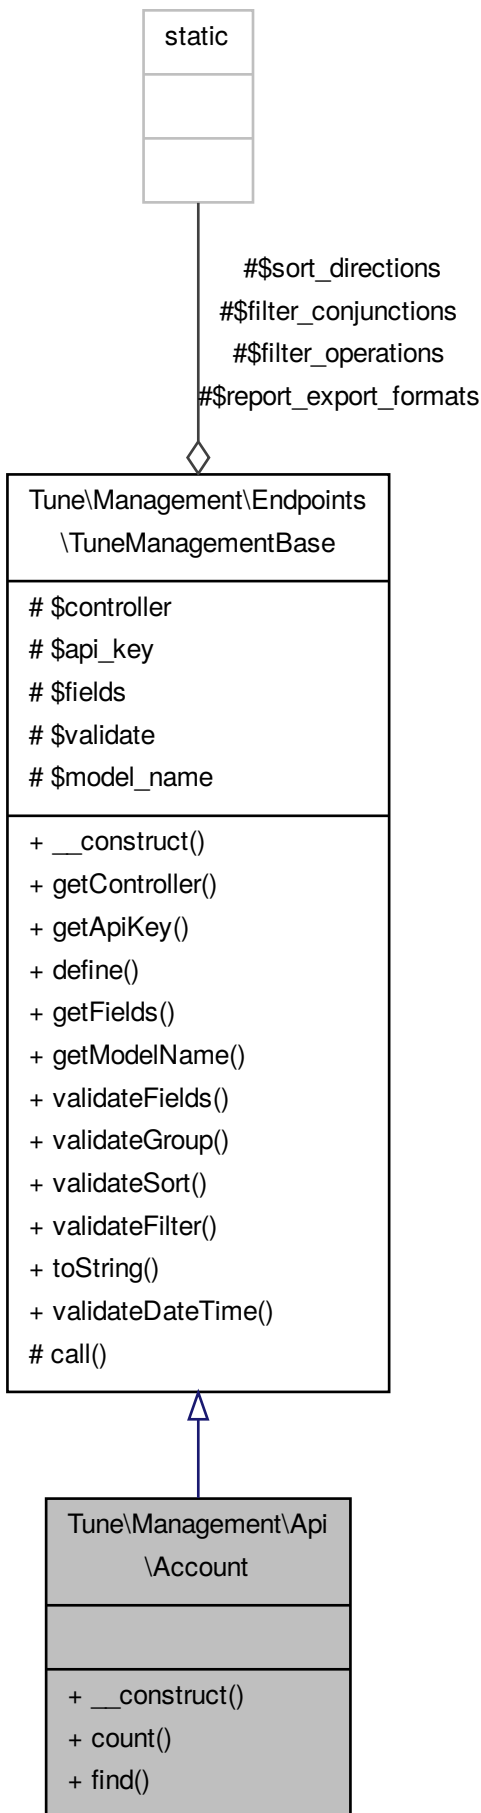 static
#$sort_directions
#$filter_conjunctions
#$filter_operations
#$report_export_formats
Tune\Management\Endpoints
\TuneManagementBase
# $controller
# $api_key
# $fields
# $validate
# $model_name
+ __construct()
+ getController()
+ getApiKey()
+ define()
+ getFields()
+ getModelName()
+ validateFields()
+ validateGroup()
+ validateSort()
+ validateFilter()
+ toString()
+ validateDateTime()
# call()
Tune\Management\Api
\Account
+ __construct()
+ count()
+ find()